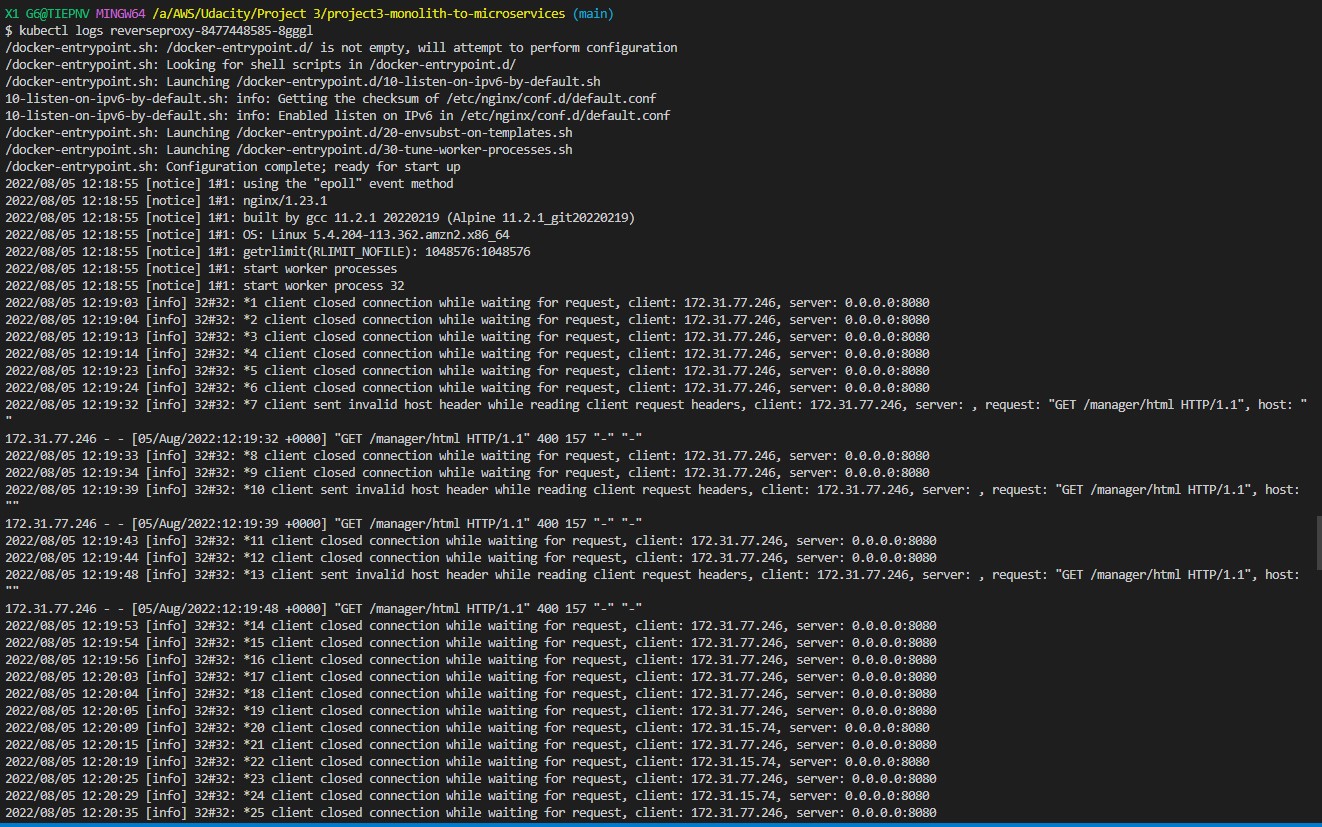 X1 G6@TIEPNV MINGW64 /a/AWS/Udacity/Project 3/project3-monolith-to-microservices (main)
$ kubectl logs reverseproxy-8477448585-8gggl
/docker-entrypoint.sh: /docker-entrypoint.d/ is not empty, will attempt to perform configuration
/docker-entrypoint.sh: Looking for shell scripts in /docker-entrypoint.d/
/docker-entrypoint.sh: Launching /docker-entrypoint.d/10-listen-on-ipv6-by-default.sh
10-listen-on-ipv6-by-default.sh: info: Getting the checksum of /etc/nginx/conf.d/default.conf
10-listen-on-ipv6-by-default.sh: info: Enabled listen on IPv6 in /etc/nginx/conf.d/default.conf
/docker-entrypoint.sh: Launching /docker-entrypoint.d/20-envsubst-on-templates.sh
/docker-entrypoint.sh: Launching /docker-entrypoint.d/30-tune-worker-processes.sh
/docker-entrypoint.sh: Configuration complete; ready for start up
2022/08/05 12:18:55 [notice] 1#1: using the "epoll" event method
2022/08/05 12:18:55 [notice] 1#1: nginx/1.23.1
2022/08/05 12:18:55 [notice] 1#1: built by gcc 11.2.1 20220219 (Alpine 11.2.1_git20220219)
2022/08/05 12:18:55 [notice] 1#1: OS: Linux 5.4.204-113.362.amzn2.x86_64
2022/08/05 12:18:55 [notice] 1#1: getrlimit(RLIMIT_NOFILE): 1048576:1048576
2022/08/05 12:18:55 [notice] 1#1: start worker processes
2022/08/05 12:18:55 [notice] 1#1: start worker process 32
2022/08/05 12:19:03 [info] 32#32: *1 client closed connection while waiting for request, client: 172.31.77.246, server: 0.0.0.0:8080
2022/08/05 12:19:04 [info] 32#32: *2 client closed connection while waiting for request, client: 172.31.77.246, server: 0.0.0.0:8080
2022/08/05 12:19:13 [info] 32#32: *3 client closed connection while waiting for request, client: 172.31.77.246, server: 0.0.0.0:8080
2022/08/05 12:19:14 [info] 32#32: *4 client closed connection while waiting for request, client: 172.31.77.246, server: 0.0.0.0:8080
2022/08/05 12:19:23 [info] 32#32: *5 client closed connection while waiting for request, client: 172.31.77.246, server: 0.0.0.0:8080
2022/08/05 12:19:24 [info] 32#32: *6 client closed connection while waiting for request, client: 172.31.77.246, server: 0.0.0.0:8080
2022/08/05 12:19:32 [info] 32#32: *7 client sent invalid host header while reading client request headers, client: 172.31.77.246, server: , request: "GET /manager/html HTTP/1.1", host: "
"
172.31.77.246 - - [05/Aug/2022:12:19:32 +0000] "GET /manager/html HTTP/1.1" 400 157 "-" "-"
2022/08/05 12:19:33 [info] 32#32: *8 client closed connection while waiting for request, client: 172.31.77.246, server: 0.0.0.0:8080
2022/08/05 12:19:34 [info] 32#32: *9 client closed connection while waiting for request, client: 172.31.77.246, server: 0.0.0.0:8080
2022/08/05 12:19:39 [info] 32#32: *10 client sent invalid host header while reading client request headers, client: 172.31.77.246, server: , request: "GET /manager/html HTTP/1.1", host:
""
172.31.77.246 - - [05/Aug/2022:12:19:39 +0000] "GET /manager/html HTTP/1.1" 400 157 "-" "-"
2022/08/05 12:19:43 [info] 32#32: *11 client closed connection while waiting for request, client: 172.31.77.246, server: 0.0.0.0:8080
2022/08/05 12:19:44 [info] 32#32: *12 client closed connection while waiting for request, client: 172.31.77.246, server: 0.0.0.0:8080
2022/08/05 12:19:48 [info] 32#32: *13 client sent invalid host header while reading client request headers, client: 172.31.77.246, server: , request: "GET /manager/html HTTP/1.1", host:
""
172.31.77.246 - - [05/Aug/2022:12:19:48 +0000] "GET /manager/html HTTP/1.1" 400 157 "-" "-"
2022/08/05 12:19:53 [info] 32#32: *14 client closed connection while waiting for request, client: 172.31.77.246, server: 0.0.0.0:8080
2022/08/05 12:19:54 [info] 32#32: *15 client closed connection while waiting for request, client: 172.31.77.246, server: 0.0.0.0:8080
2022/08/05 12:19:56 [info] 32#32: *16 client closed connection while waiting for request, client: 172.31.77.246, server: 0.0.0.0:8080
2022/08/05 12:20:03 [info] 32#32: *17 client closed connection while waiting for request, client: 172.31.77.246, server: 0.0.0.0:8080
2022/08/05 12:20:04 [info] 32#32: *18 client closed connection while waiting for request, client: 172.31.77.246, server: 0.0.0.0:8080
2022/08/05 12:20:05 [info] 32#32: *19 client closed connection while waiting for request, client: 172.31.77.246, server: 0.0.0.0:8080
2022/08/05 12:20:09 [info] 32#32: *20 client closed connection while waiting for request, client: 172.31.15.74, server: 0.0.0.0:8080
2022/08/05 12:20:15 [info] 32#32: *21 client closed connection while waiting for request, client: 172.31.77.246, server: 0.0.0.0:8080
2022/08/05 12:20:19 [info] 32#32: *22 client closed connection while waiting for request, client: 172.31.15.74, server: 0.0.0.0:8080
2022/08/05 12:20:25 [info] 32#32: *23 client closed connection while waiting for request, client: 172.31.77.246, server: 0.0.0.0:8080
2022/08/05 12:20:29 [info] 32#32: *24 client closed connection while waiting for request, client: 172.31.15.74, server: 0.0.0.0:8080
2022/08/05 12:20:35 [info] 32#32: *25 client closed connection while waiting for request, client: 172.31.77.246, server: 0.0.0.0:8080